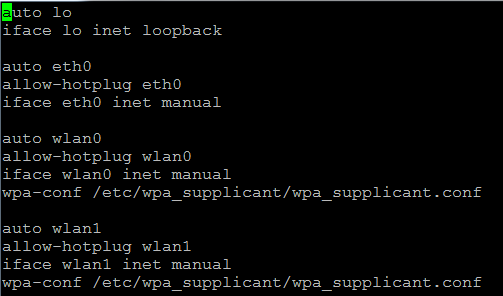 auto lo
iface lo inet loopback
auto eth0
allow-hotplug eth0
iface eth0 inet manual
auto wlan0
allow-hotplug wlan0
iface wlan0 inet manual
wpa-conf /etc/wpa_supplicant/wpa_supplicant.conf
auto wlan1
allow-hotplug wlan1
iface wlan1 inet manual
wpa-conf /etc/wpa_supplicant/wpa_supplicant.conf